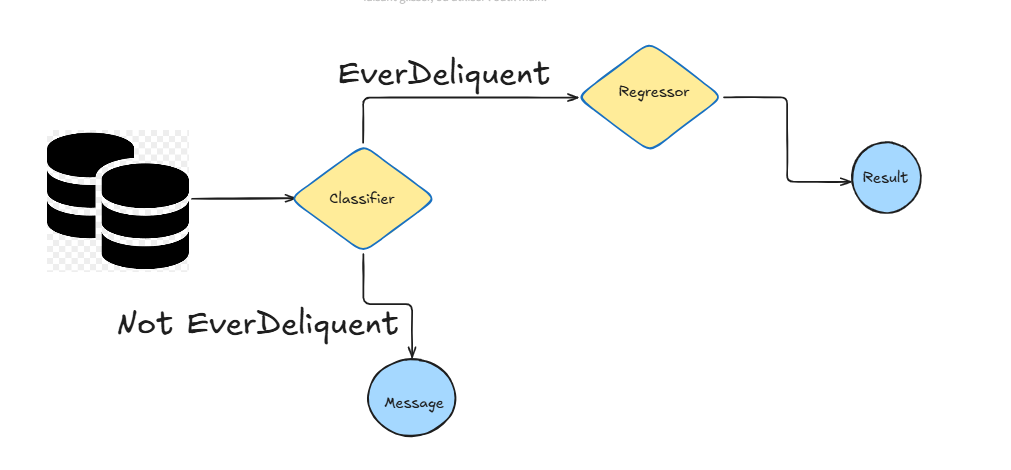 EverDeliquent
Regressor
Result
Classifier
Not EverDeliquent
Message